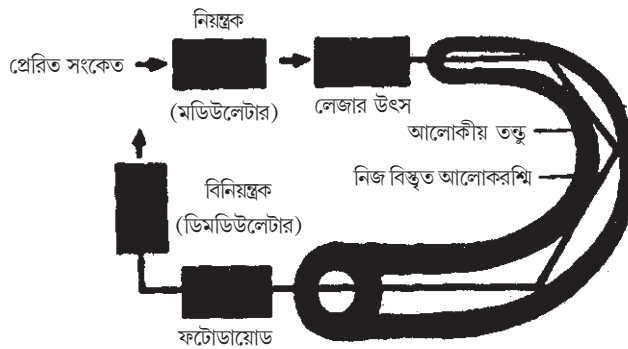 নিয়ন্ত্রক
প্রেরিত সংকেত
(মডিউলেটার)
লেজার উৎস
আলোকীয় তন্তু
নিজ বিস্তৃত আলোকরশ্মি
বিনিয়ন্ত্রক
(ডিমডিউলেটার)
ফটোডায়োড